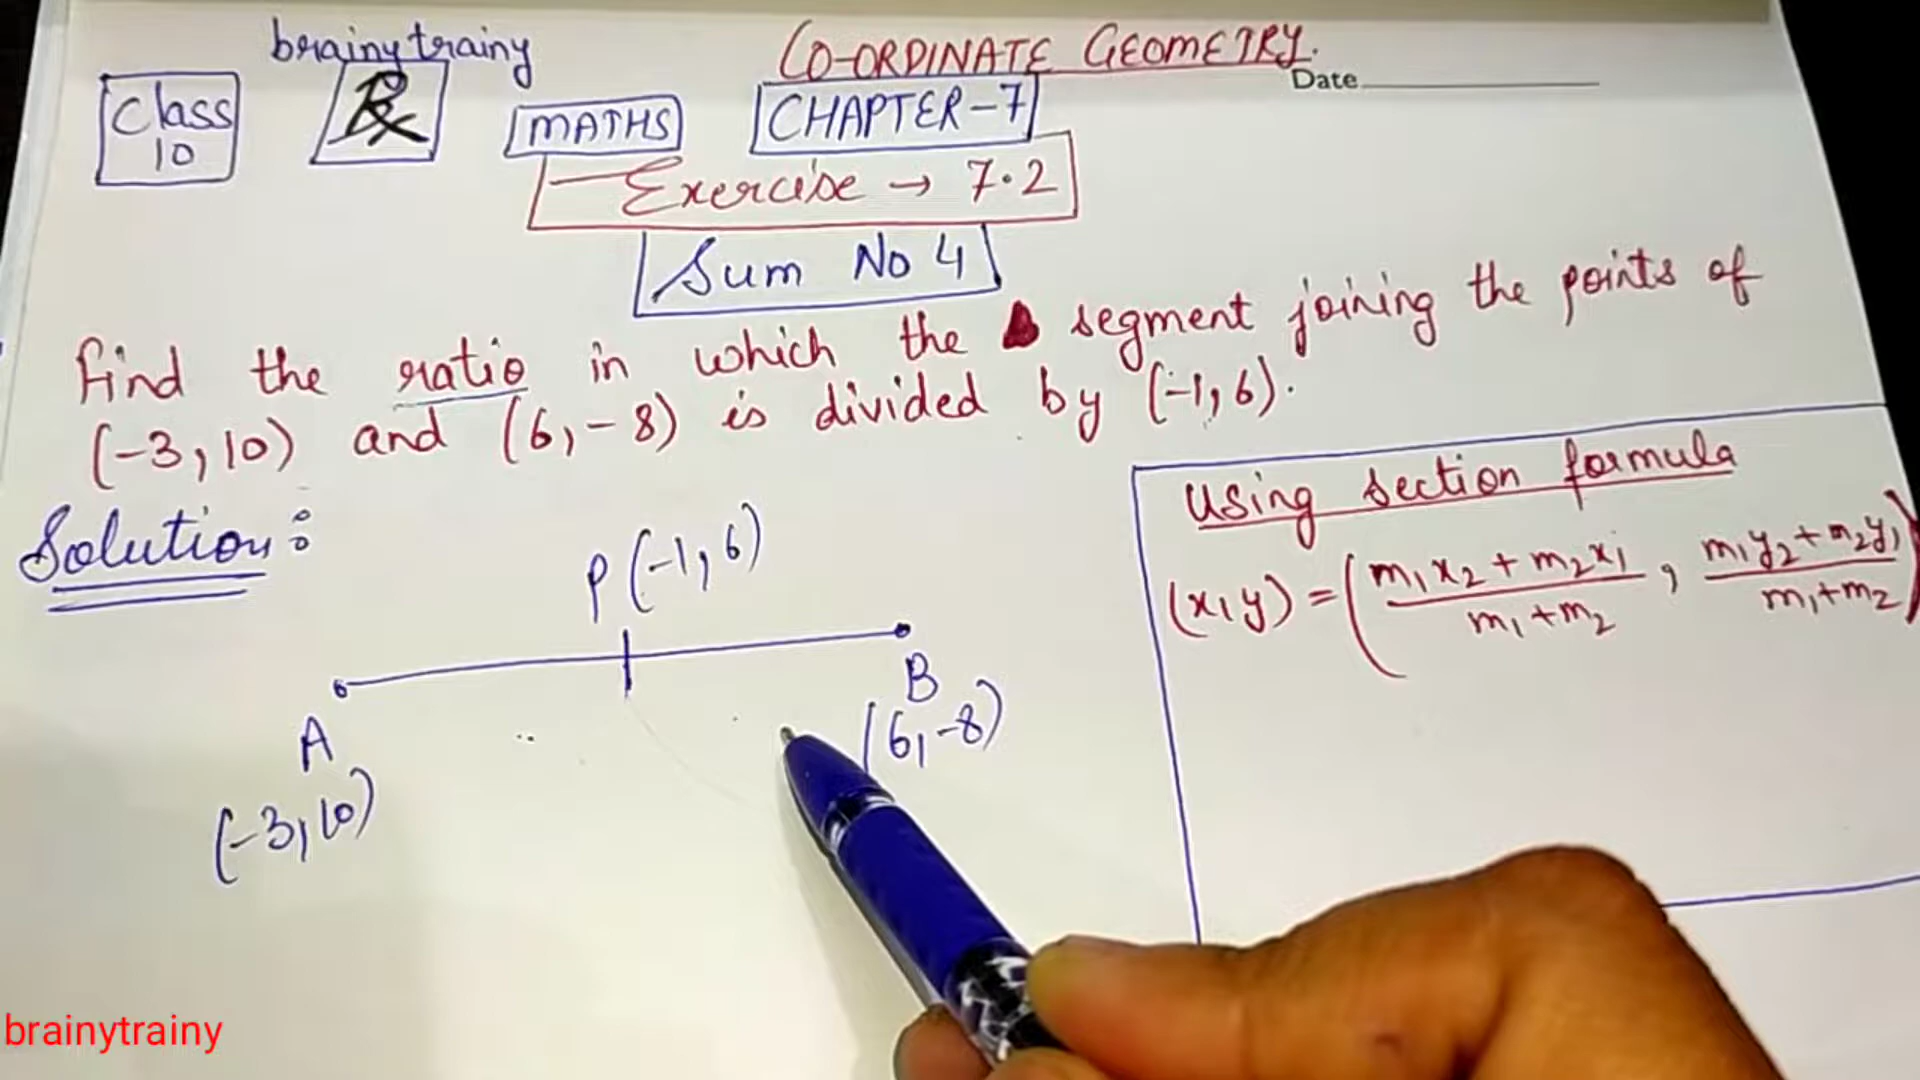 brainytrainy
CO-ORDINATE GEOMETRY.
Date
Class
10
MATHS
CHAPTER-7
Exercise → 7.2
Sum No 4
Find the ratio in which the segment joining the points of
(-3, 10) and (6, -8) is divided by (-1, 6).
Solution:
Using section formula
(x, y) = (m₁x₂ + m₂x₁ / m₁ + m₂ , m₁y₂ + m₂y₁ / m₁ + m₂)
P (-1, 6)
A
(-3, 10)
B
(6, -8)
brainytrainy